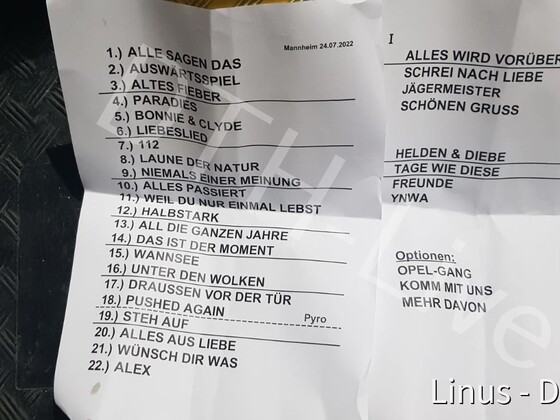 Mannheim 24.07.2022
1.) ALLE SAGEN DAS
2.) AUSWÄRTSSPIEL
3.) ALTES FIEBER
4.) PARADIES
5.) BONNIE & CLYDE
6.) LIEBESLIED
7.) 112
8.) LAUNE DER NATUR
9.) NIEMALS EINER MEINUNG
10.) ALLES PASSIERT
11.) WEIL DU NUR EINMAL LEBST
12.) HALBSTARK
13.) ALL DIE GANZEN JAHRE
14.) DAS IST DER MOMENT
15.) WANNSEE
16.) UNTER DEN WOLKEN
17.) DRAUSSEN VOR DER TÜR
18.) PUSHED AGAIN Pyro
19.) STEH AUF
20.) ALLES AUS LIEBE
21.) WÜNSCH DIR WAS
22.) ALEX
I
ALLES WIRD VORÜBER
SCHREI NACH LIEBE
JÄGERMEISTER
SCHÖNEN GRUSS
HELDEN & DIEBE
TAGE WIE DIESE
FREUNDE
YNWA
Optionen:
OPEL-GANG
KOMM MIT UNS
MEHR DAVON
DTH-Live
Linus - D